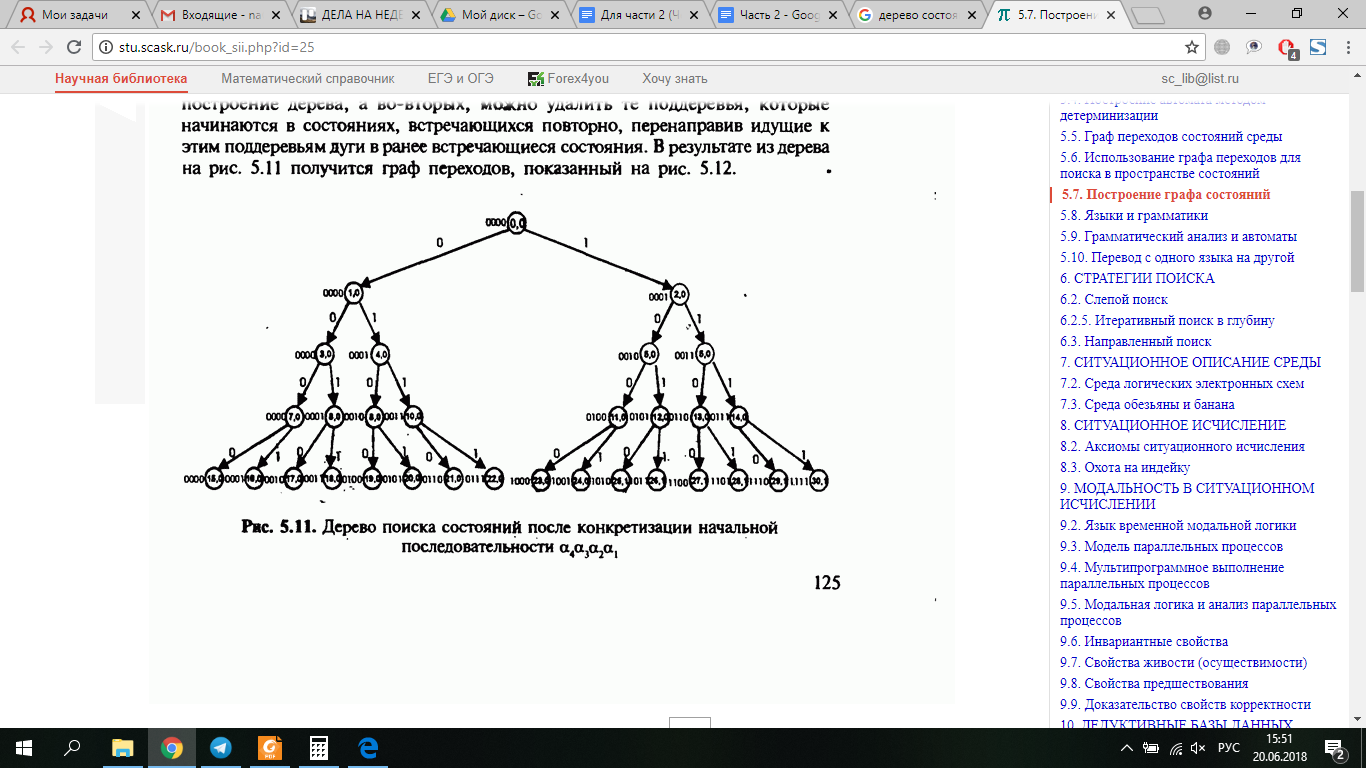 Мои задачи
Входящие - na
ДЕЛА НА НЕДЕ
Мой диск – Go
Для части 2 (Ч
Часть 2 - Goog
дерево состоя
5.7. Построени
stu.scask.ru/book_sii.php?id=25
Научная библиотека Математический справочник ЕГЭ и ОГЭ Forex4you Хочу знать sc_lib@list.ru
построение дерева, а во-вторых, можно удалить те поддеревья, которые
начинаются в состояниях, встречающихся повторно, перенаправив идущие к
этим поддеревьям дуги в ранее встречающиеся состояния. В результате из дерева
на рис. 5.11 получится граф переходов, показанный на рис. 5.12.
0000 0,0
0 1
0000 1,0 0001 2,0
0 1 0 1
0000 3,0 0001 4,0 0010 5,0 0011
0 1 0 1 0 1 0 1
0000 7,0 0001 0010 0011 10,0 0100 11,0 0101 12,0 0110 13,0 0111 14,0
0 1 0 1 0 1 0 1 0 1 0 1 0 1 0 1
0000 15,0 0001 16,0 0010 17,0 0011 18,0 0100 19,0 0101 20,0 0110 21,0 0111 22,0 1000 23,0 1001 24,0 1010 25,1 1011 26,1 1100 27,1 1101 28,1 1110 29,1 1111 30,1
Рис. 5.11. Дерево поиска состояний после конкретизации начальной
последовательности α₄α₃α₂α₁
125
детерминизации
5.5. Граф переходов состояний среды
5.6. Использование графа переходов для
поиска в пространстве состояний
5.7. Построение графа состояний
5.8. Языки и грамматики
5.9. Грамматический анализ и автоматы
5.10. Перевод с одного языка на другой
6. СТРАТЕГИИ ПОИСКА
6.2. Слепой поиск
6.2.5. Итеративный поиск в глубину
6.3. Направленный поиск
7. СИТУАЦИОННОЕ ОПИСАНИЕ СРЕДЫ
7.2. Среда логических электронных схем
7.3. Среда обезьяны и банана
8. СИТУАЦИОННОЕ ИСЧИСЛЕНИЕ
8.2. Аксиомы ситуационного исчисления
8.3. Охота на индейку
9. МОДАЛЬНОСТЬ В СИТУАЦИОННОМ
ИСЧИСЛЕНИИ
9.2. Язык временной модальной логики
9.3. Модель параллельных процессов
9.4. Мультипрограммное выполнение
параллельных процессов
9.5. Модальная логика и анализ параллельных
процессов
9.6. Инвариантные свойства
9.7. Свойства живости (осуществимости)
9.8. Свойства предшествования
9.9. Доказательство свойств корректности
10. ДЕДУКТИВНЫЕ БАЗЫ ДАННЫХ
4
PDF
РУС
15:51
20.06.2018
2